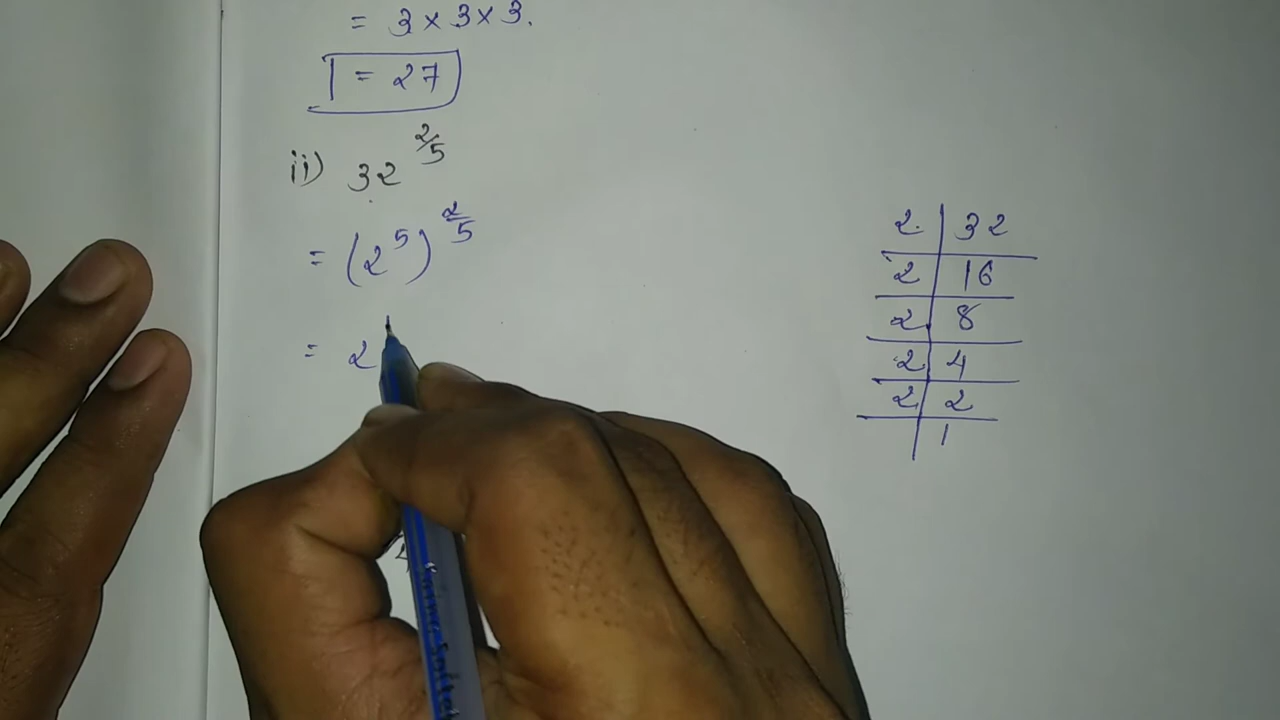 = 3 × 3 × 3.
= 27
ii) 32^2/5
= (2^5)^2/5
= 2
2. | 32
2 | 16
2 | 8
2 | 4
2 | 2
| 1